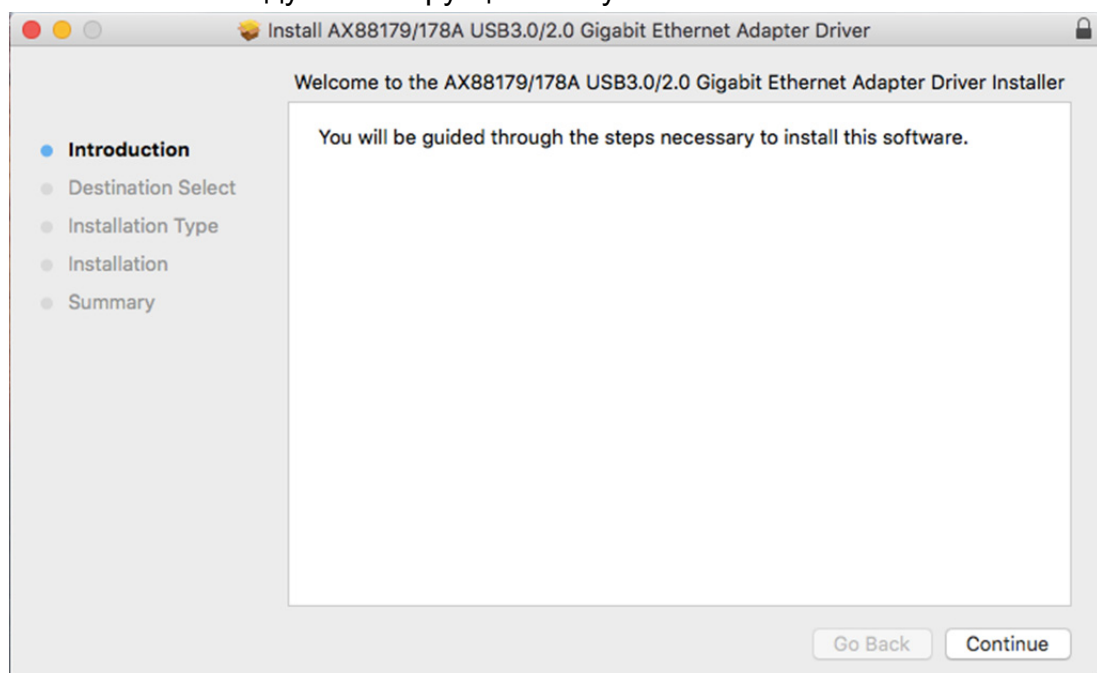 Install AX88179/178A USB3.0/2.0 Gigabit Ethernet Adapter Driver
Welcome to the AX88179/178A USB3.0/2.0 Gigabit Ethernet Adapter Driver Installer
You will be guided through the steps necessary to install this software.
Introduction
Destination Select
Installation Type
Installation
Summary
Go Back
Continue